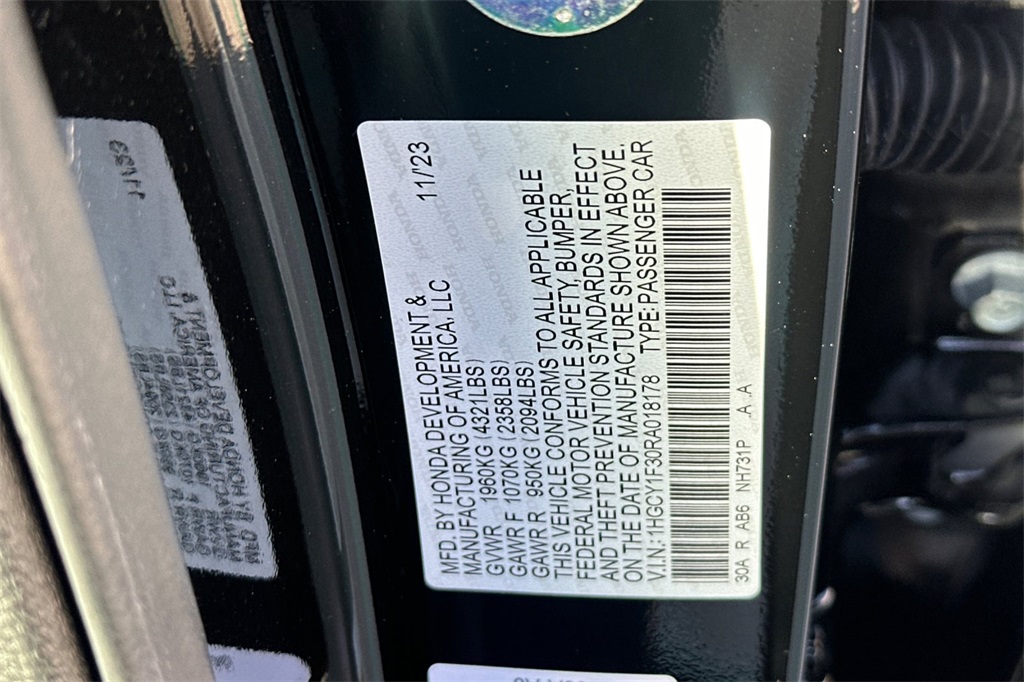 MFD. BY HONDA DEVELOPMENT & 11/23
MANUFACTURING OF AMERICA, LLC
GVWR 1960KG (4321LBS)
GAWR F 1070KG (2358LBS)
GAWR R 950KG (2094LBS)
THIS VEHICLE CONFORMS TO ALL APPLICABLE
FEDERAL MOTOR VEHICLE SAFETY, BUMPER,
AND THEFT PREVENTION STANDARDS IN EFFECT
ON THE DATE OF MANUFACTURE SHOWN ABOVE.
V.I.N.:1HGCY1F30RA018178 TYPE:PASSENGER CAR
30A R AB6 NH731P A A